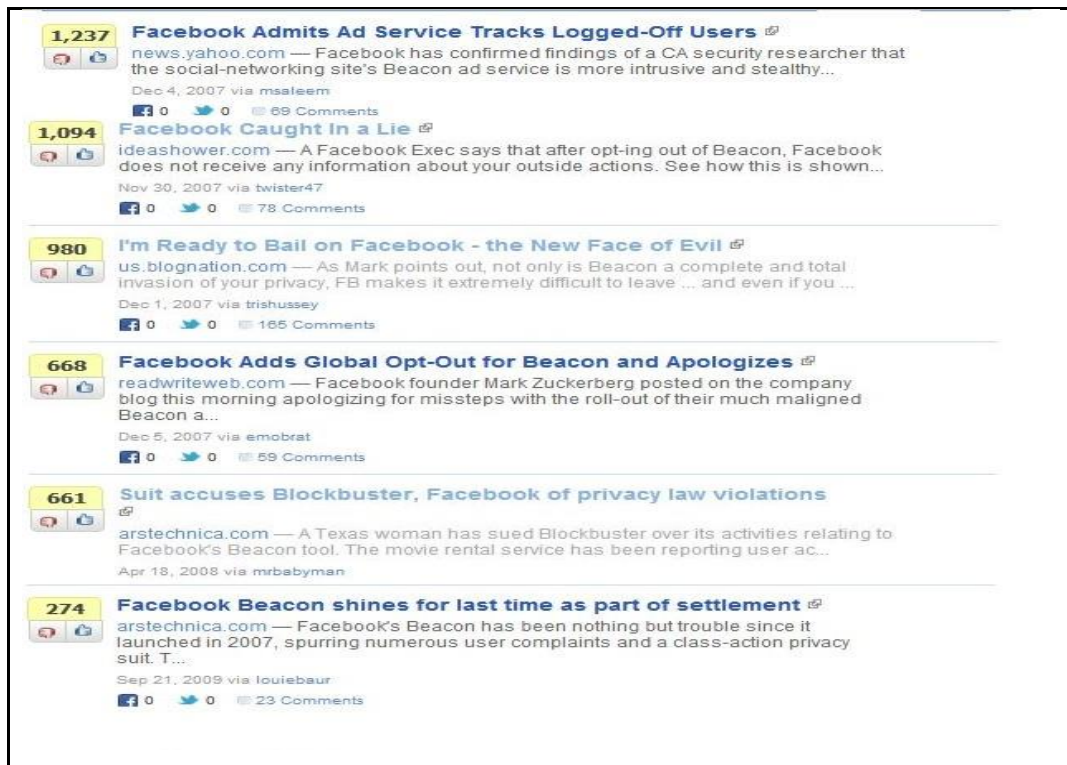 1,237
Facebook Admits Ad Service Tracks Logged-Off Users
news.yahoo.com — Facebook has confirmed findings of a CA security researcher that
the social-networking site's Beacon ad service is more intrusive and stealthy...
Dec 4, 2007 via msaleem
0 0 69 Comments
1,094
Facebook Caught In a Lie
ideashower.com — A Facebook Exec says that after opt-ing out of Beacon, Facebook
does not receive any information about your outside actions. See how this is shown...
Nov 30, 2007 via twister47
0 0 78 Comments
980
I'm Ready to Bail on Facebook - the New Face of Evil
us.blognation.com — As Mark points out, not only is Beacon a complete and total
invasion of your privacy, FB makes it extremely difficult to leave ... and even if you ...
Dec 1, 2007 via trishussey
0 0 165 Comments
668
Facebook Adds Global Opt-Out for Beacon and Apologizes
readwriteweb.com — Facebook founder Mark Zuckerberg posted on the company
blog this morning apologizing for missteps with the roll-out of their much maligned
Beacon a...
Dec 5, 2007 via emobrat
0 0 59 Comments
661
Suit accuses Blockbuster, Facebook of privacy law violations
arstechnica.com — A Texas woman has sued Blockbuster over its activities relating to
Facebook's Beacon tool. The movie rental service has been reporting user ac...
Apr 18, 2008 via mrbabyman
274
Facebook Beacon shines for last time as part of settlement
arstechnica.com — Facebook's Beacon has been nothing but trouble since it
launched in 2007, spurring numerous user complaints and a class-action privacy
suit. T...
Sep 21, 2009 via louiebaur
0 0 23 Comments